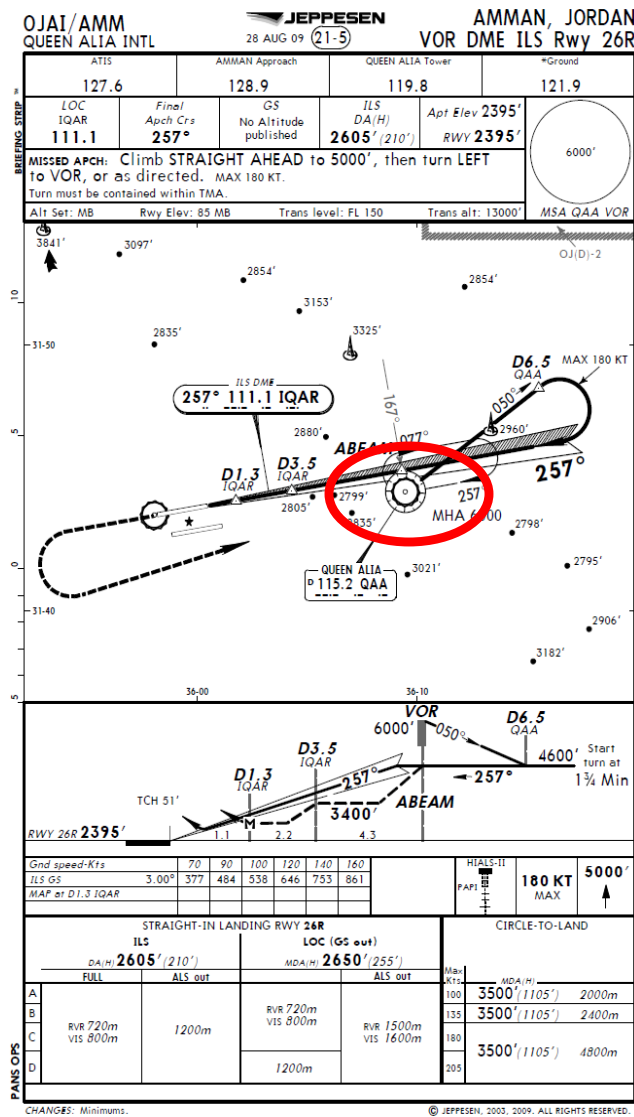 OJAI/AMM
QUEEN ALIA INTL
JEPPESEN
28 AUG 09 21-5
AMMAN, JORDAN
VOR DME ILS Rwy 26R
ATIS
127.6
AMMAN Approach
128.9
QUEEN ALIA Tower
119.8
*Ground
121.9
BRIEFING STRIP
LOC
IQAR
111.1
Final
Apch Crs
257°
GS
No Altitude
published
ILS
DA(H)
2605' (210')
Apt Elev 2395'
RWY 2395'
6000'
MSA QAA VOR
MISSED APCH: Climb STRAIGHT AHEAD to 5000', then turn LEFT
to VOR, or as directed. MAX 180 KT.
Turn must be contained within TMA.
Alt Set: MB Rwy Elev: 85 MB Trans level: FL 150 Trans alt: 13000'
3841'
3097'
2854'
3153'
2854'
OJ(D)-2
10
2835'
31-50
3325'
D6.5
QAA
MAX 180 KT
ILS DME
257° 111.1 IQAR
167°
050°
5
2880'
ABEAM
077°
2960'
257°
D1.3
IQAR
D3.5
IQAR
2805'
2799'
2835'
257
MHA 6000
2798'
QUEEN ALIA
D 115.2 QAA
3021'
2795'
0
31-40
2906'
3182'
5
36-00
36-10
VOR
6000'
050°
D6.5
QAA
4600'
Start
turn at
1 3/4 Min
257°
D3.5
IQAR
D1.3
IQAR
257°
TCH 51'
3400'
ABEAM
M
RWY 26R 2395'
1.1
2.2
4.3
Gnd speed-Kts 70 90 100 120 140 160
ILS GS 3.00° 377 484 538 646 753 861
MAP at D1.3 IQAR
HIALS-II
PAPI
180 KT
MAX
5000'
STRAIGHT-IN LANDING RWY 26R
CIRCLE-TO-LAND
ILS
LOC (GS out)
DA(H) 2605' (210')
MDA(H) 2650' (255')
FULL
ALS out
ALS out
Max
Kts.
MDA(H)
A
B
C
D
RVR 720m
VIS 800m
1200m
RVR 720m
VIS 800m
1200m
RVR 1500m
VIS 1600m
100 3500' (1105') 2000m
135 3500' (1105') 2400m
180
3500' (1105') 4800m
205
PANS OPS
CHANGES: Minimums.
© JEPPESEN, 2003, 2009. ALL RIGHTS RESERVED.